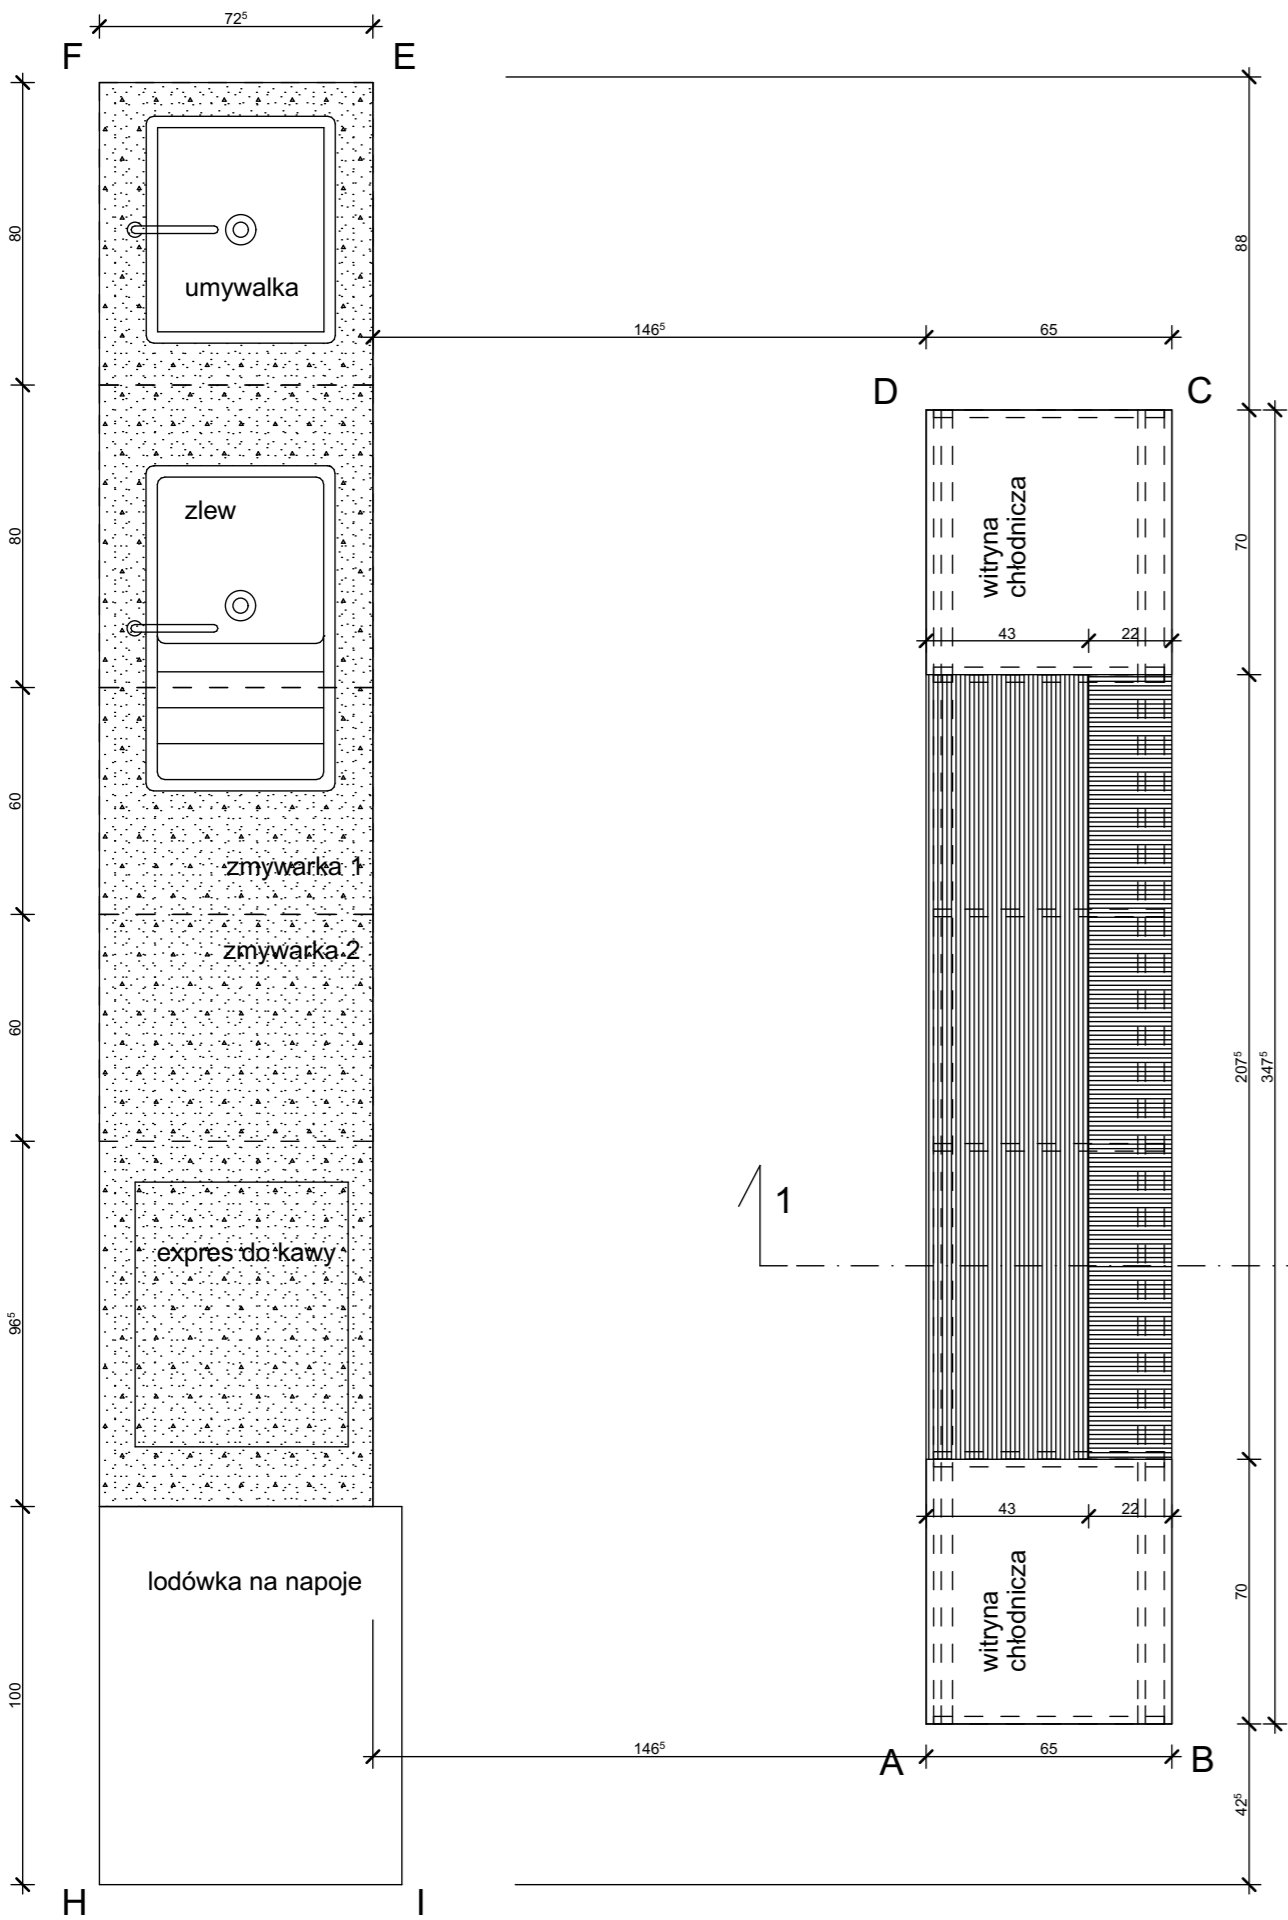 72⁵
F
E
80
umywalka
88
146⁵
65
D
C
80
zlew
witryna
chłodnicza
70
43
22
60
zmywarka 1
zmywarka 2
60
207⁵
347⁵
1
expres do kawy
96⁵
43
22
lodówka na napoje
witryna
chłodnicza
70
100
146⁵
65
A
B
42⁵
H
I